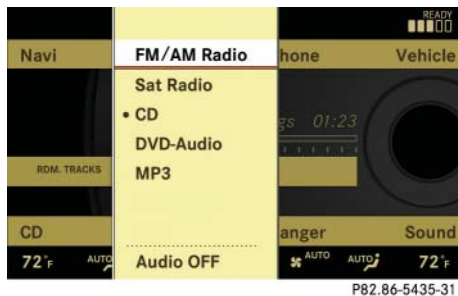 READY
Navi FM/AM Radio hone Vehicle
Sat Radio
• CD gs 01:23
DVD-Audio
RDM. TRACKS MP3
CD anger Sound
72°F AUTO Audio OFF AUTO AUTO 72°F
P82.86-5435-31